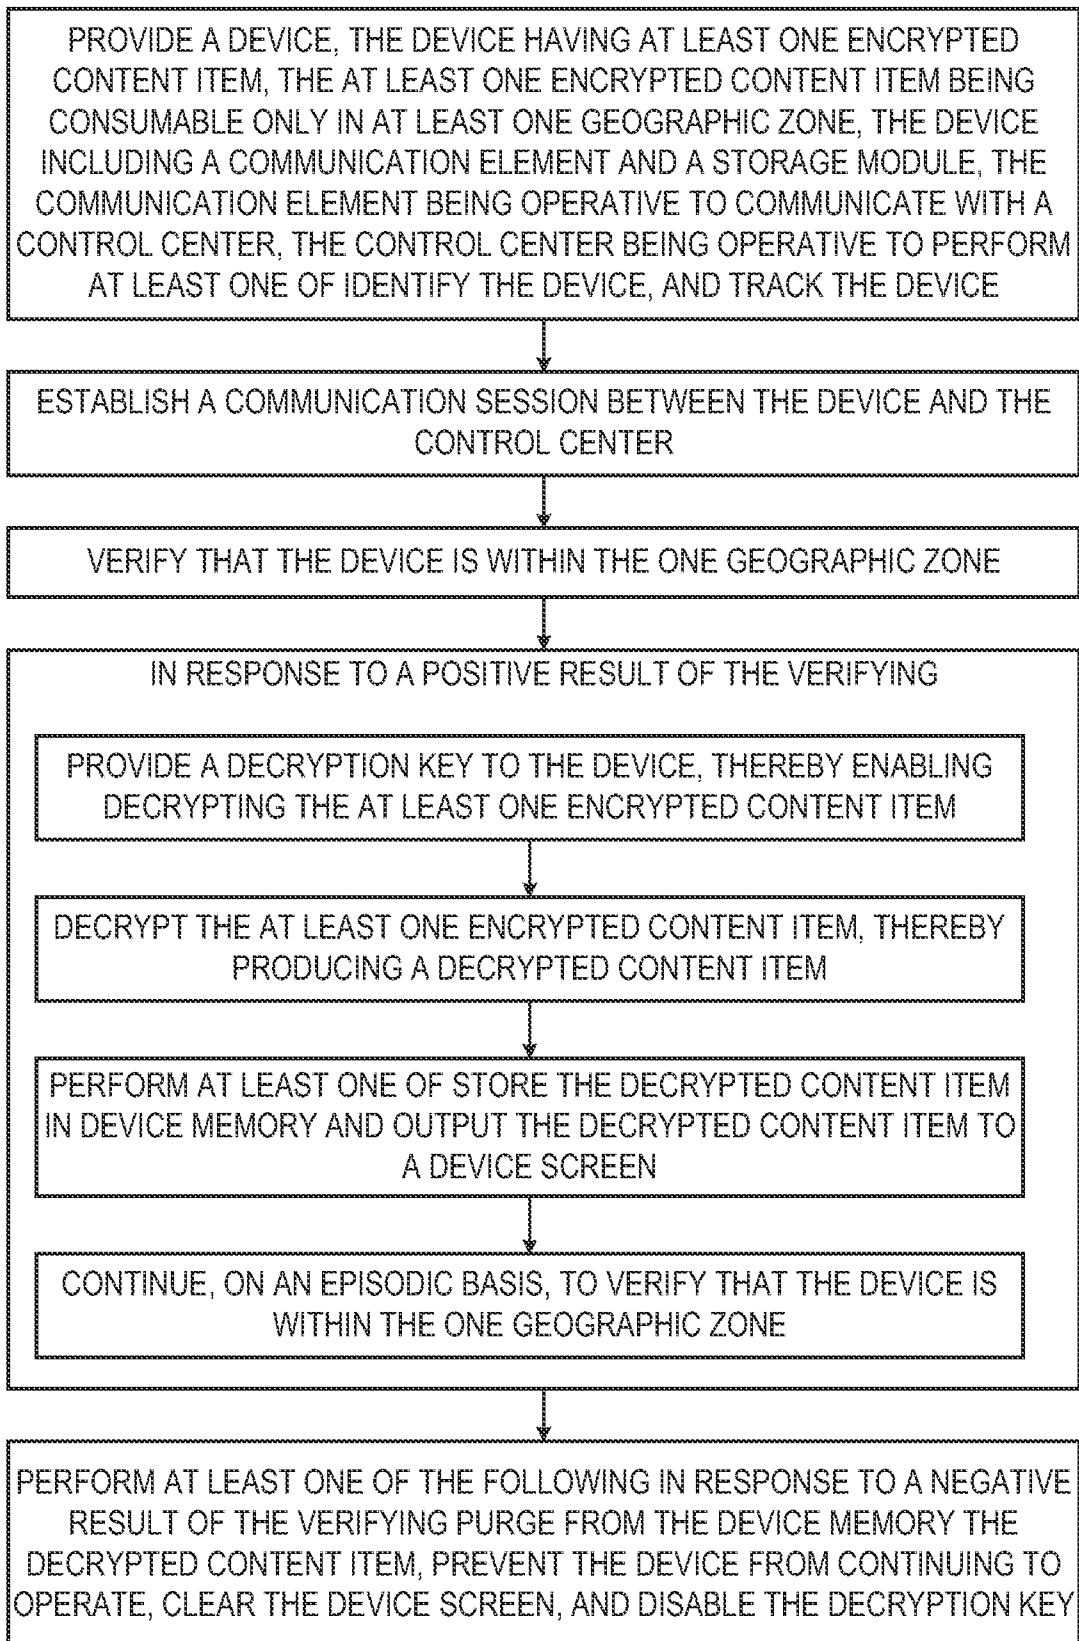 PROVIDE A DEVICE, THE DEVICE HAVING AT LEAST ONE ENCRYPTED
CONTENT ITEM, THE AT LEAST ONE ENCRYPTED CONTENT ITEM BEING
CONSUMABLE ONLY IN AT LEAST ONE GEOGRAPHIC ZONE, THE DEVICE
INCLUDING A COMMUNICATION ELEMENT AND A STORAGE MODULE, THE
COMMUNICATION ELEMENT BEING OPERATIVE TO COMMUNICATE WITH A
CONTROL CENTER, THE CONTROL CENTER BEING OPERATIVE TO PERFORM
AT LEAST ONE OF IDENTIFY THE DEVICE, AND TRACK THE DEVICE
ESTABLISH A COMMUNICATION SESSION BETWEEN THE DEVICE AND THE
CONTROL CENTER
VERIFY THAT THE DEVICE IS WITHIN THE ONE GEOGRAPHIC ZONE
IN RESPONSE TO A POSITIVE RESULT OF THE VERIFYING
PROVIDE A DECRYPTION KEY TO THE DEVICE, THEREBY ENABLING
DECRYPTING THE AT LEAST ONE ENCRYPTED CONTENT ITEM
DECRYPT THE AT LEAST ONE ENCRYPTED CONTENT ITEM, THEREBY
PRODUCING A DECRYPTED CONTENT ITEM
PERFORM AT LEAST ONE OF STORE THE DECRYPTED CONTENT ITEM
IN DEVICE MEMORY AND OUTPUT THE DECRYPTED CONTENT ITEM TO
A DEVICE SCREEN
CONTINUE, ON AN EPISODIC BASIS, TO VERIFY THAT THE DEVICE IS
WITHIN THE ONE GEOGRAPHIC ZONE
PERFORM AT LEAST ONE OF THE FOLLOWING IN RESPONSE TO A NEGATIVE
RESULT OF THE VERIFYING PURGE FROM THE DEVICE MEMORY THE
DECRYPTED CONTENT ITEM, PREVENT THE DEVICE FROM CONTINUING TO
OPERATE, CLEAR THE DEVICE SCREEN, AND DISABLE THE DECRYPTION KEY